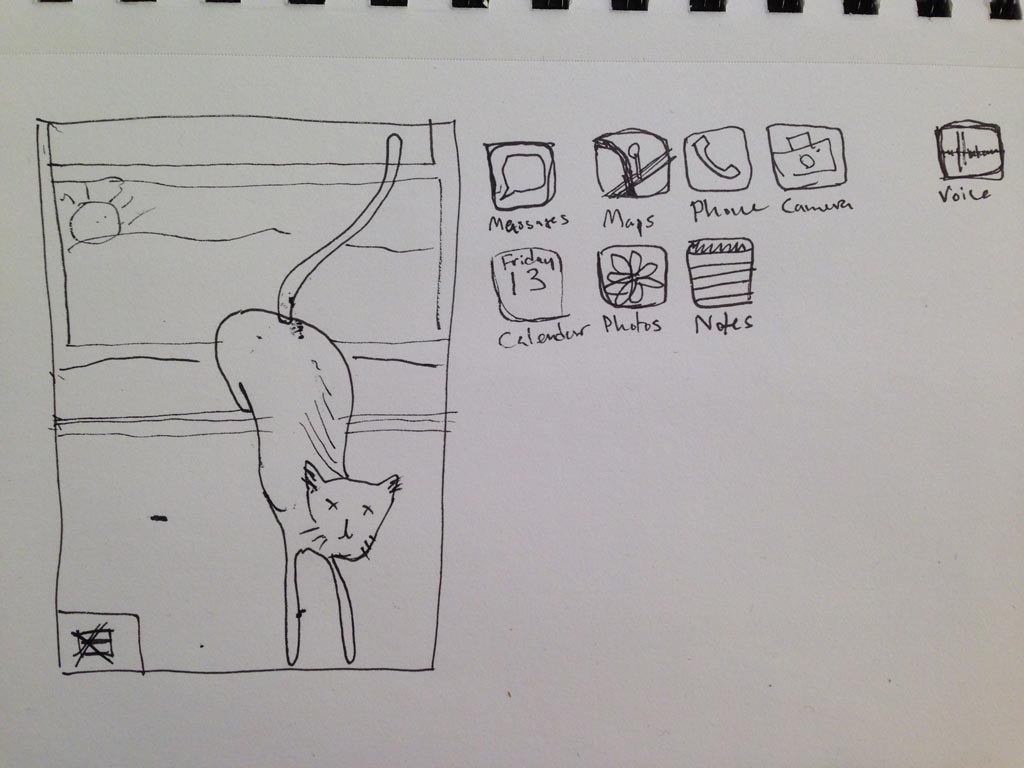 Messages
Maps
Phone
Camera
Voice
Friday
13
Calendar
Photos
Notes